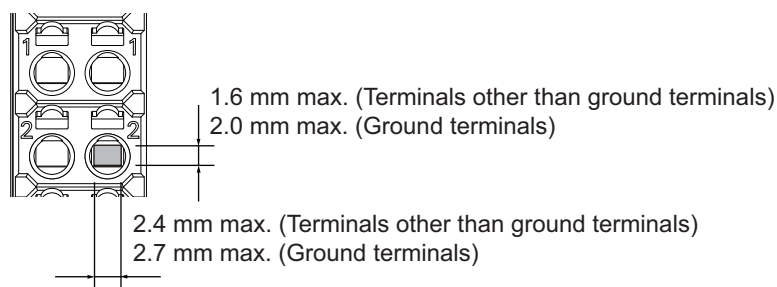 1 1
1.6 mm max. (Terminals other than ground terminals)
2 2
2.0 mm max. (Ground terminals)
2.4 mm max. (Terminals other than ground terminals)
2.7 mm max. (Ground terminals)